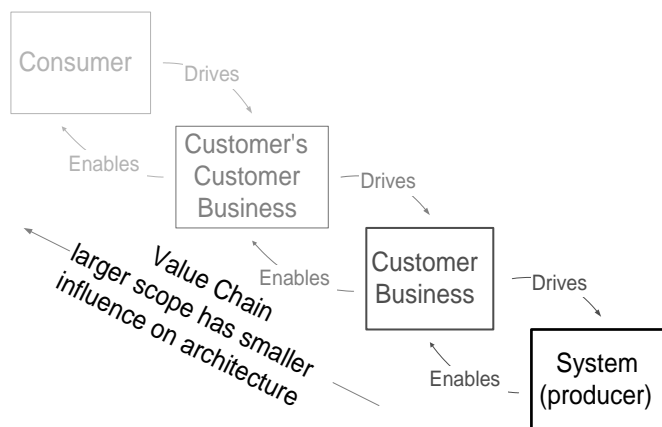 Consumer
Drives
Customer's
Customer
Business
Enables
Drives
Customer
Business
Enables
Drives
System
(producer)
Enables
Value Chain
larger scope has smaller
influence on architecture